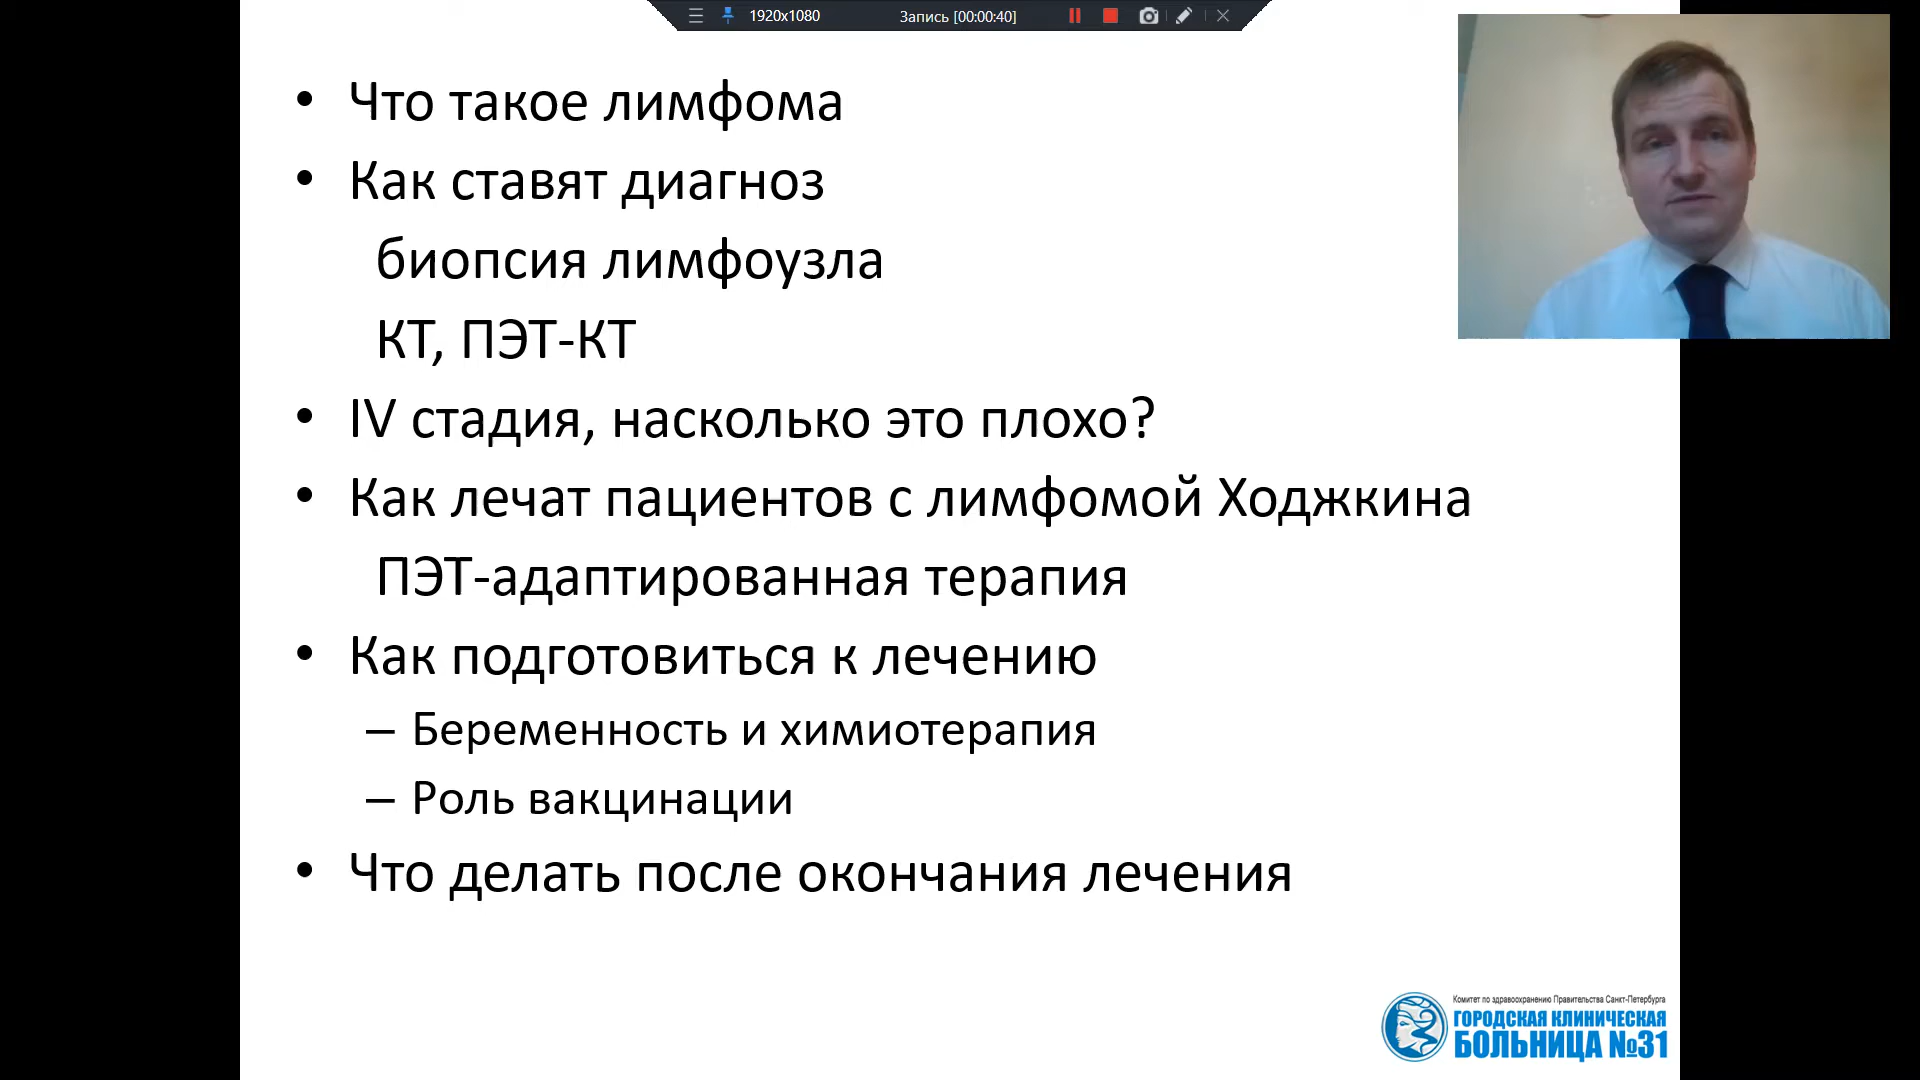 1920x1080
Запись [00:00:40]
• Что такое лимфома
• Как ставят диагноз
биопсия лимфоузла
КТ, ПЭТ-КТ
• IV стадия, насколько это плохо?
• Как лечат пациентов с лимфомой Ходжкина
ПЭТ-адаптированная терапия
• Как подготовиться к лечению
– Беременность и химиотерапия
– Роль вакцинации
• Что делать после окончания лечения
Комитет по здравоохранению Правительства Санкт-Петербурга
ГОРОДСКАЯ КЛИНИЧЕСКАЯ
БОЛЬНИЦА №31